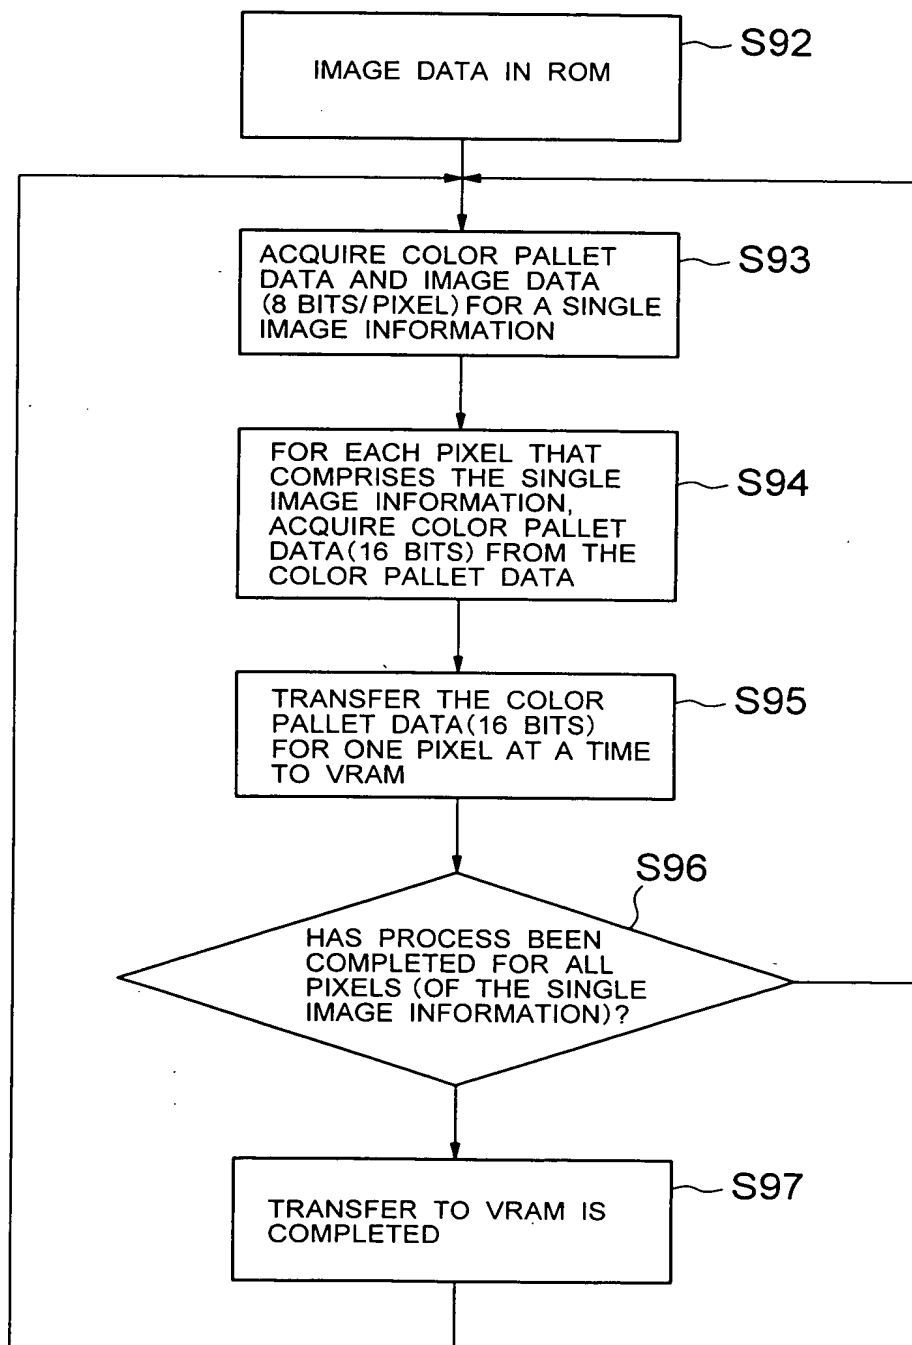 S92
IMAGE DATA IN ROM
S93
ACQUIRE COLOR PALLET
DATA AND IMAGE DATA
(8 BITS/PIXEL) FOR A SINGLE
IMAGE INFORMATION
S94
FOR EACH PIXEL THAT
COMPRISES THE SINGLE
IMAGE INFORMATION,
ACQUIRE COLOR PALLET
DATA(16 BITS) FROM THE
COLOR PALLET DATA
S95
TRANSFER THE COLOR
PALLET DATA(16 BITS)
FOR ONE PIXEL AT A TIME
TO VRAM
S96
HAS PROCESS BEEN
COMPLETED FOR ALL
PIXELS (OF THE SINGLE
IMAGE INFORMATION)?
S97
TRANSFER TO VRAM IS
COMPLETED